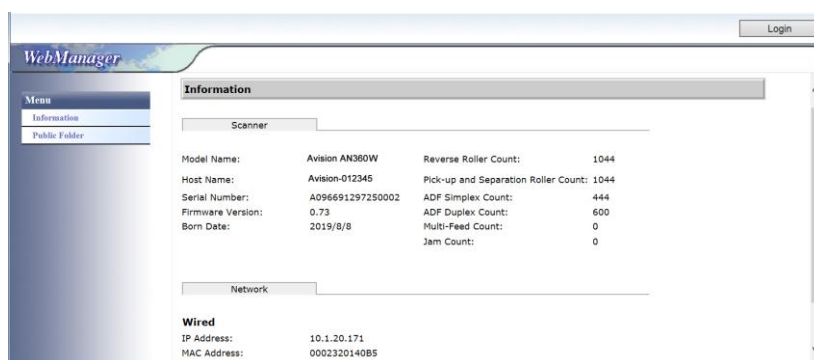 Login
WebManager
Menu
Information
Public Folder
Information
Scanner
Model Name: Avision AN360W Reverse Roller Count: 1044
Host Name: Avision-012345 Pick-up and Separation Roller Count: 1044
Serial Number: A096691297250002 ADF Simplex Count: 444
Firmware Version: 0.73 ADF Duplex Count: 600
Born Date: 2019/8/8 Multi-Feed Count: 0
Jam Count: 0
Network
Wired
IP Address: 10.1.20.171
MAC Address: 0002320140B5